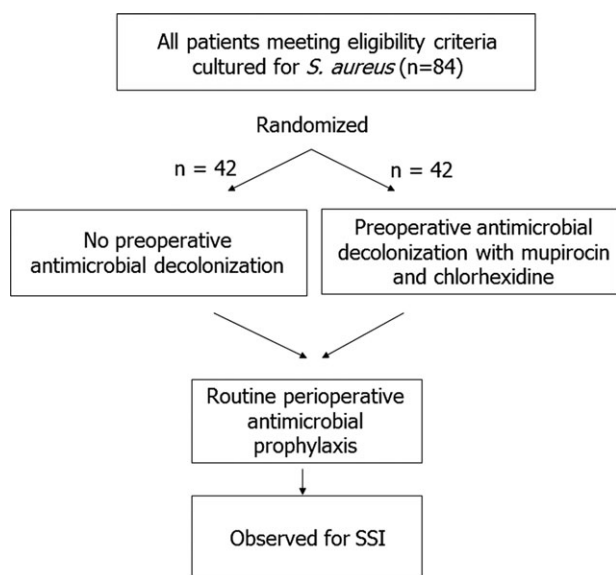 All patients meeting eligibility criteria
cultured for S. aureus (n=84)
Randomized
n = 42
n = 42
No preoperative
antimicrobial decolonization
Preoperative antimicrobial
decolonization with mupirocin
and chlorhexidine
Routine perioperative
antimicrobial
prophylaxis
Observed for SSI